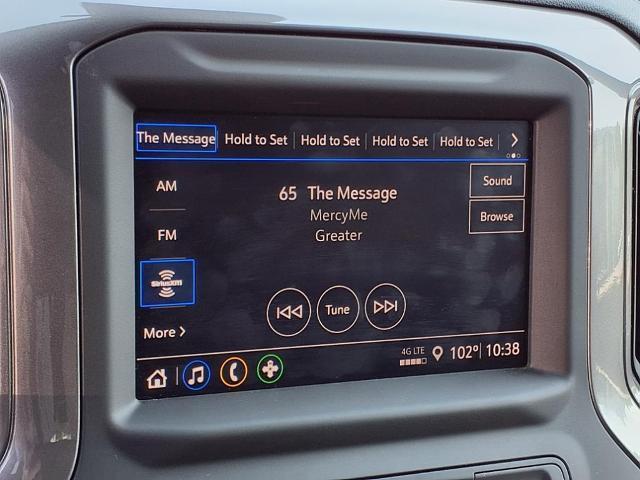 The Message Hold to Set Hold to Set Hold to Set Hold to Set >
AM
65 The Message
Sound
MercyMe
Browse
FM
Greater
SiriusXM
Tune
More >
4G LTE
102° 10:38